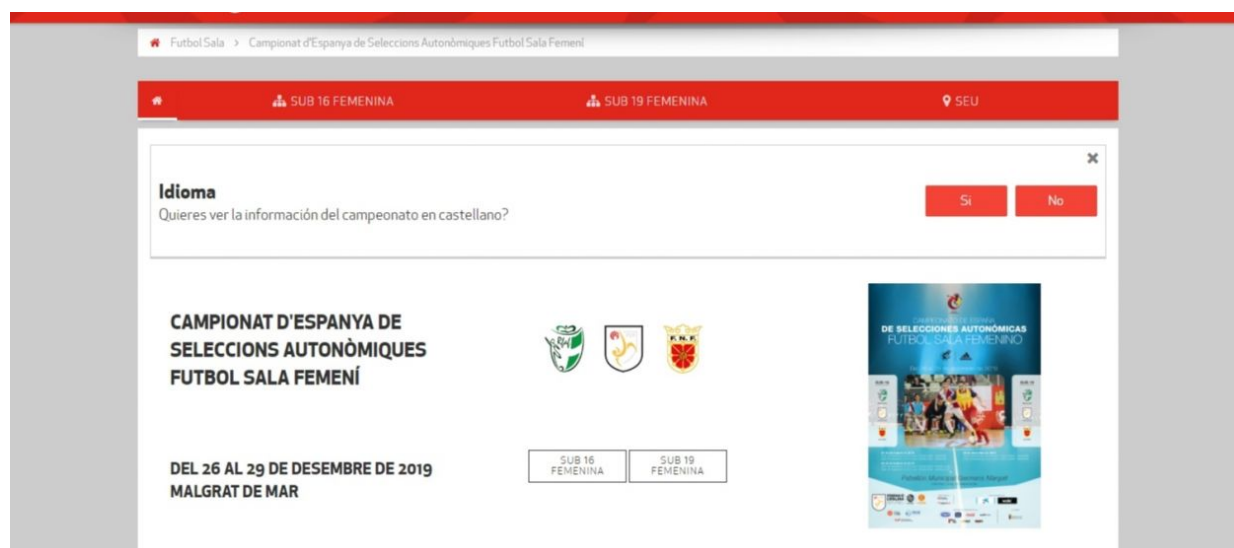 Futbol Sala > Campionat d'Espanya de Seleccions Autonòmiques Futbol Sala Femení
SUB 16 FEMENINA
SUB 19 FEMENINA
SEU
Idioma
Quieres ver la información del campeonato en castellano?
Si
No
CAMPIONAT D'ESPANYA DE
SELECCIONS AUTONÒMIQUES
FUTBOL SALA FEMENÍ
F.N.F.
CAMPEONATO DE ESPAÑA
DE SELECCIONES AUTONÓMICAS
FUTBOL SALA FEMENINO
DEL 26 AL 29 DE DESEMBRE DE 2019
MALGRAT DE MAR
SUB 16
FEMENINA
SUB 19
FEMENINA